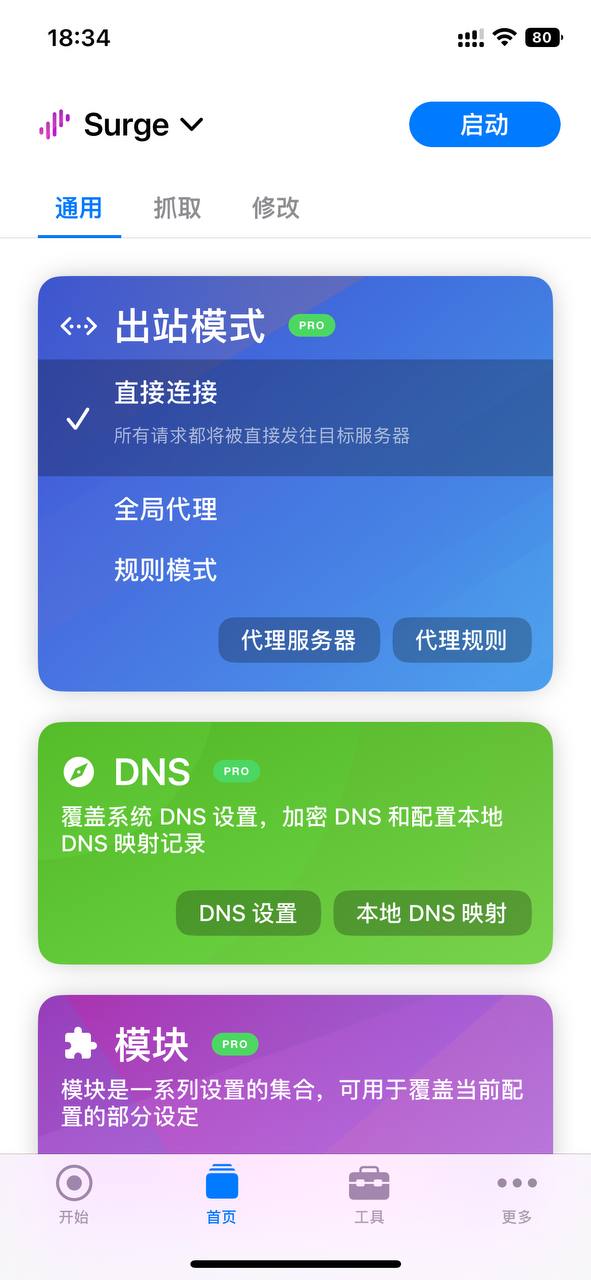 18:34
80
Surge
启动
通用 抓取 修改
出站模式 PRO
直接连接
所有请求都将被直接发往目标服务器
全局代理
规则模式
代理服务器 代理规则
DNS PRO
覆盖系统 DNS 设置，加密 DNS 和配置本地
DNS 映射记录
DNS 设置 本地 DNS 映射
模块 PRO
模块是一系列设置的集合，可用于覆盖当前配
置的部分设定
开始 首页 工具 更多